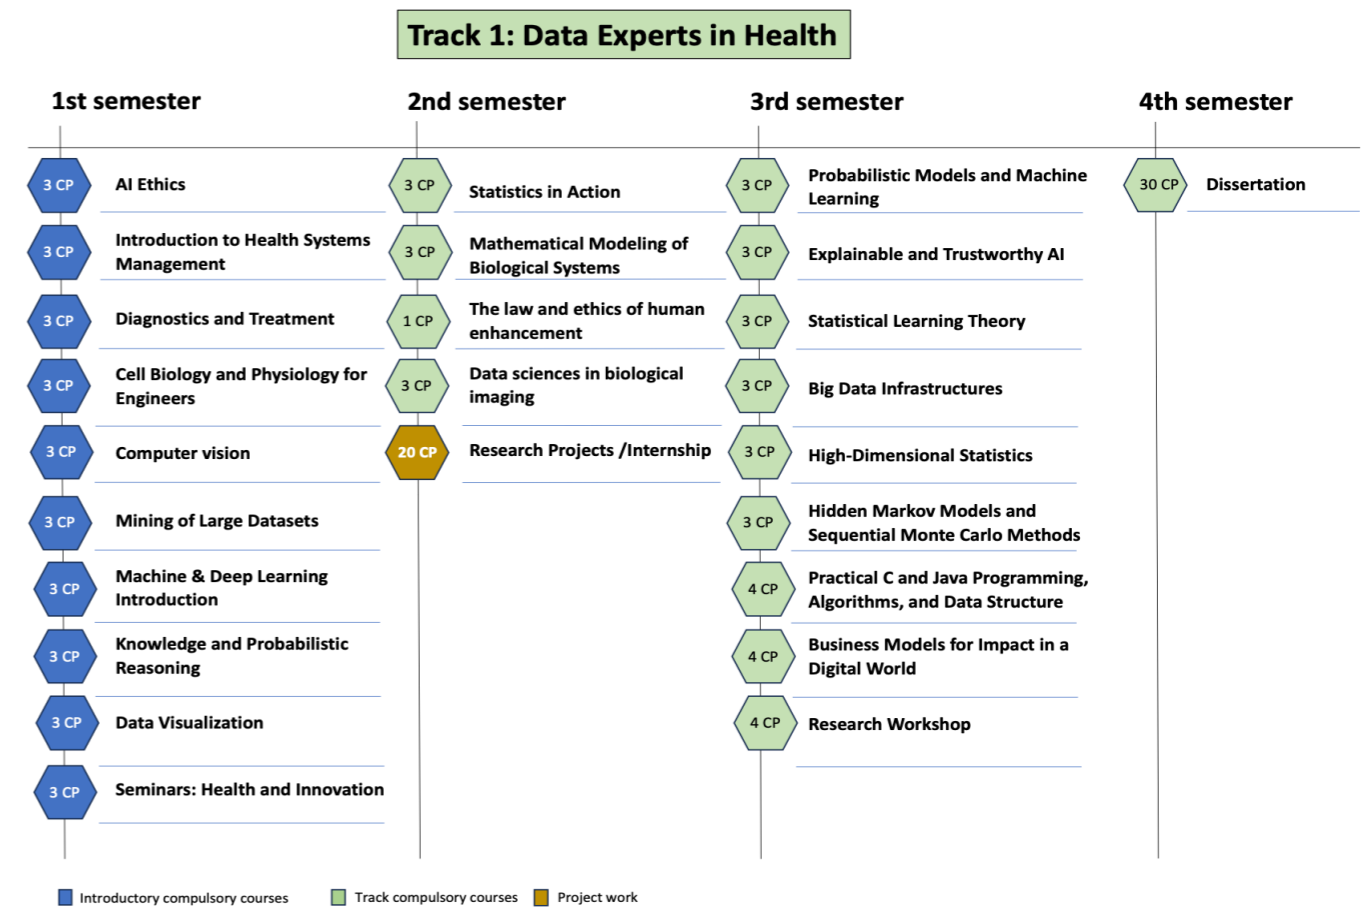 Track 1: Data Experts in Health
1st semester
3 CP
AI Ethics
3 CP
Introduction to Health Systems
Management
3 CP
Diagnostics and Treatment
3 CP
Cell Biology and Physiology for
Engineers
3 CP
Computer vision
3 CP
Mining of Large Datasets
3 CP
Machine & Deep Learning
Introduction
3 CP
Knowledge and Probabilistic
Reasoning
3 CP
Data Visualization
3 CP
Seminars: Health and Innovation
2nd semester
3 CP
Statistics in Action
3 CP
Mathematical Modeling of
Biological Systems
1 CP
The law and ethics of human
enhancement
3 CP
Data sciences in biological
imaging
20 CP
Research Projects /Internship
3rd semester
3 CP
Probabilistic Models and Machine
Learning
3 CP
Explainable and Trustworthy AI
3 CP
Statistical Learning Theory
3 CP
Big Data Infrastructures
3 CP
High-Dimensional Statistics
3 CP
Hidden Markov Models and
Sequential Monte Carlo Methods
4 CP
Practical C and Java Programming,
Algorithms, and Data Structure
4 CP
Business Models for Impact in a
Digital World
4 CP
Research Workshop
4th semester
30 CP
Dissertation
Introductory compulsory courses
Track compulsory courses
Project work